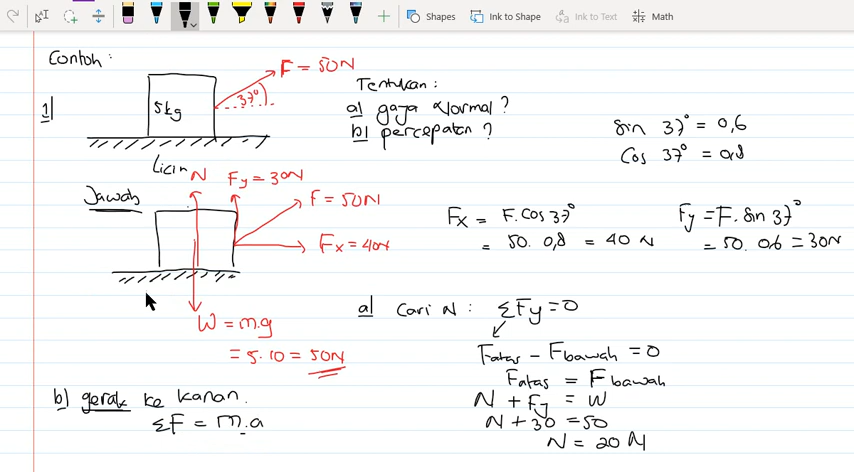 Shapes
Ink to Shape
Ink to Text
Math
Contoh:
1|
5kg
F = 50N
37°
Licin
Tentukan:
a| gaya Normal?
b| percepatan?
sin 37° = 0,6
cos 37° = 0,8
Jawab
N
Fy = 30N
F = 50N
Fx = 40N
W = m.g
= 5.10 = 50N
Fx = F. cos 37°
= 50. 0,8 = 40 N
Fy = F. sin 37°
= 50. 0,6 = 30N
a| Cari N: ΣFy = 0
Fatas - Fbawah = 0
Fatas = Fbawah
N + Fy = W
N + 30 = 50
N = 20 N
b) gerak ke kanan.
ΣF = m.a